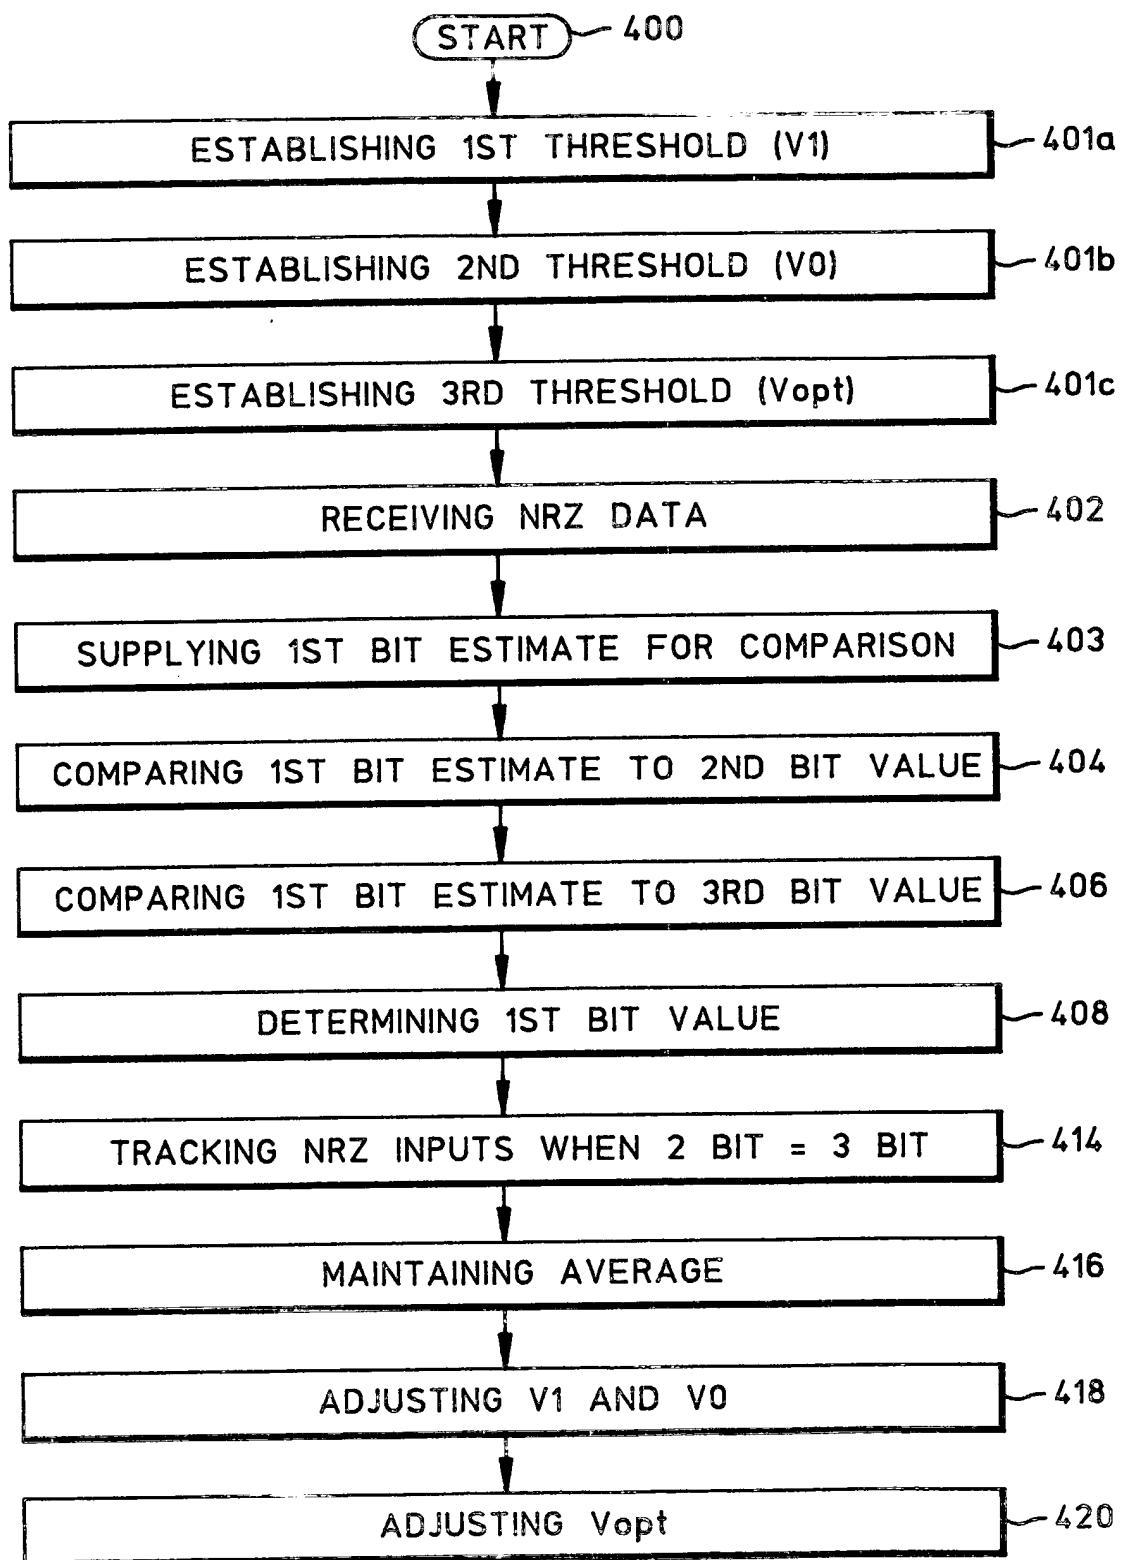 START 400
ESTABLISHING 1ST THRESHOLD (V1) 401a
ESTABLISHING 2ND THRESHOLD (V0) 401b
ESTABLISHING 3RD THRESHOLD (Vopt) 401c
RECEIVING NRZ DATA 402
SUPPLYING 1ST BIT ESTIMATE FOR COMPARISON 403
COMPARING 1ST BIT ESTIMATE TO 2ND BIT VALUE 404
COMPARING 1ST BIT ESTIMATE TO 3RD BIT VALUE 406
DETERMINING 1ST BIT VALUE 408
TRACKING NRZ INPUTS WHEN 2 BIT = 3 BIT 414
MAINTAINING AVERAGE 416
ADJUSTING V1 AND V0 418
ADJUSTING Vopt 420